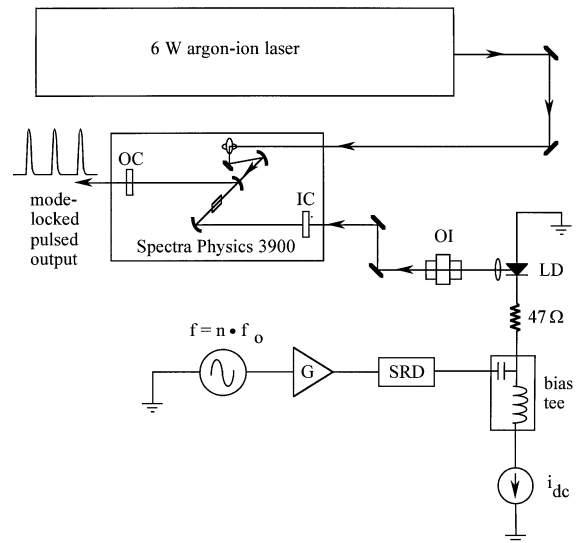 6 W argon-ion laser
OC
IC
mode-
locked
pulsed
output
Spectra Physics 3900
OI
LD
47 Ω
f = n • f o
G
SRD
bias
tee
i dc